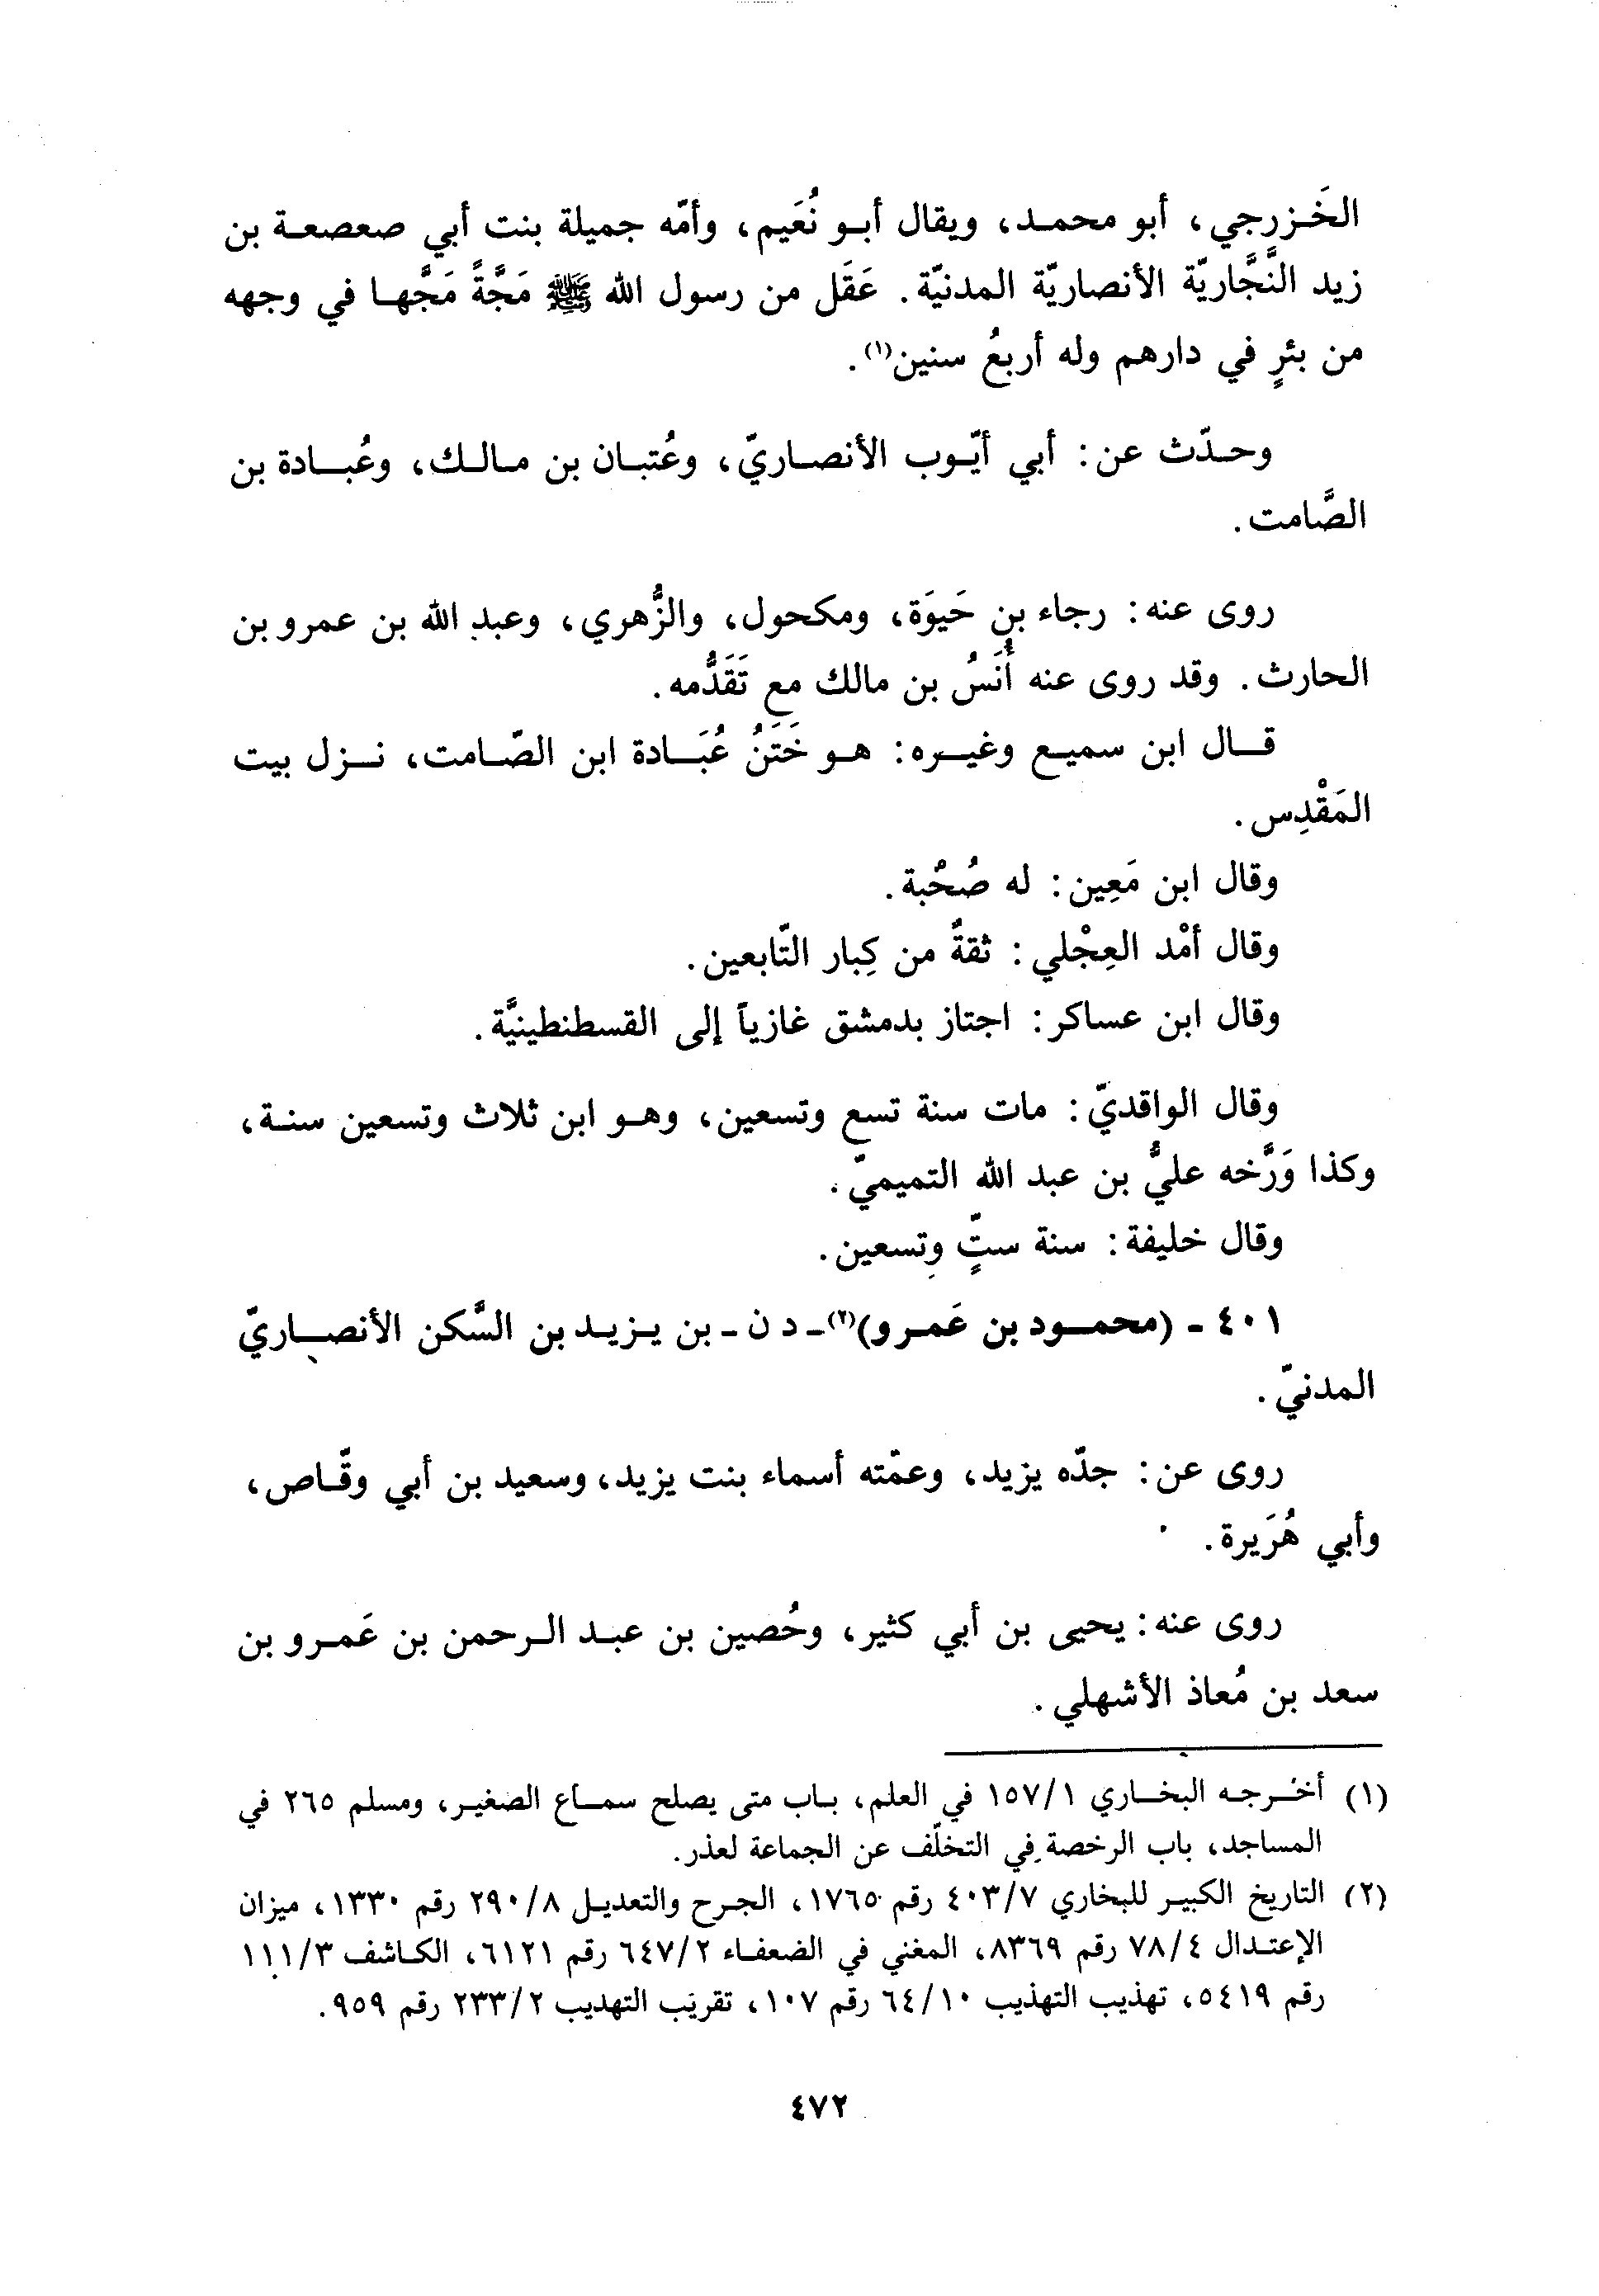 الخَزرجي، أبو محمد، ويقال أبو نُعَيم، وأمّه جميلة بنت أبي صعصعة بن
زيد النَّجَّاريّة الأنصاريّة المدنيّة. عَقَل من رسول الله ﷺ مَجَّةً مَجَّها في وجهه
من بئرٍ في دارهم وله أربعُ سنين(١).
وحدّث عن: أبي أيّوب الأنصاريّ، وعُتبان بن مالك، وعُبادة بن
الصَّامت.
روى عنه: رجاء بن حَيوَة، ومكحول، والزُّهري، وعبد الله بن عمرو بن
الحارث. وقد روى عنه أُنَسُ بن مالك مع تَقَدُّمه.
قال ابن سميع وغيره: هو خَتَنُ عُبَادة ابن الصّامت، نزل بيت
المَقْدِس.
وقال ابن مَعِين: له صُحْبة.
وقال أمْد العِجْلي: ثقةٌ من كِبار التّابعين.
وقال ابن عساكر: اجتاز بدمشق غازياً إلى القسطنطينيَّة.
وقال الواقديّ: مات سنة تسع وتسعين، وهو ابن ثلاث وتسعين سنة،
وكذا وَرَّخه عليُّ بن عبد الله التميميّ.
وقال خليفة: سنة ستٍّ وتسعين.
٤٠١ - (محمود بن عَمرو)(٢) - د ن - بن يزيد بن السَّكن الأنصاريّ
المدنيّ.
روى عن: جدّه يزيد، وعمّته أسماء بنت يزيد، وسعيد بن أبي وقّاص،
وأبي هُرَيرة.
روى عنه: يحيى بن أبي كثير، وحُصين بن عبد الرحمن بن عَمرو بن
سعد بن مُعاذ الأشهلي.
(١) أخرجه البخاري ١٥٧/١ في العلم، باب متى يصلح سماع الصغير، ومسلم ٢٦٥ في
المساجد، باب الرخصة في التخلّف عن الجماعة لعذر.
(٢) التاريخ الكبير للبخاري ٤٠٣/٧ رقم ١٧٦٥، الجرح والتعديل ٢٩٠/٨ رقم ١٣٣٠، ميزان
الإعتدال ٧٨/٤ رقم ٨٣٦٩، المغني في الضعفاء ٦٤٧/٢ رقم ٦١٢١، الكاشف ١١١/٣
رقم ٥٤١٩، تهذيب التهذيب ٦٤/١٠ رقم ١٠٧، تقريب التهديب ٢٣٣/٢ رقم ٩٥٩.
٤٧٢